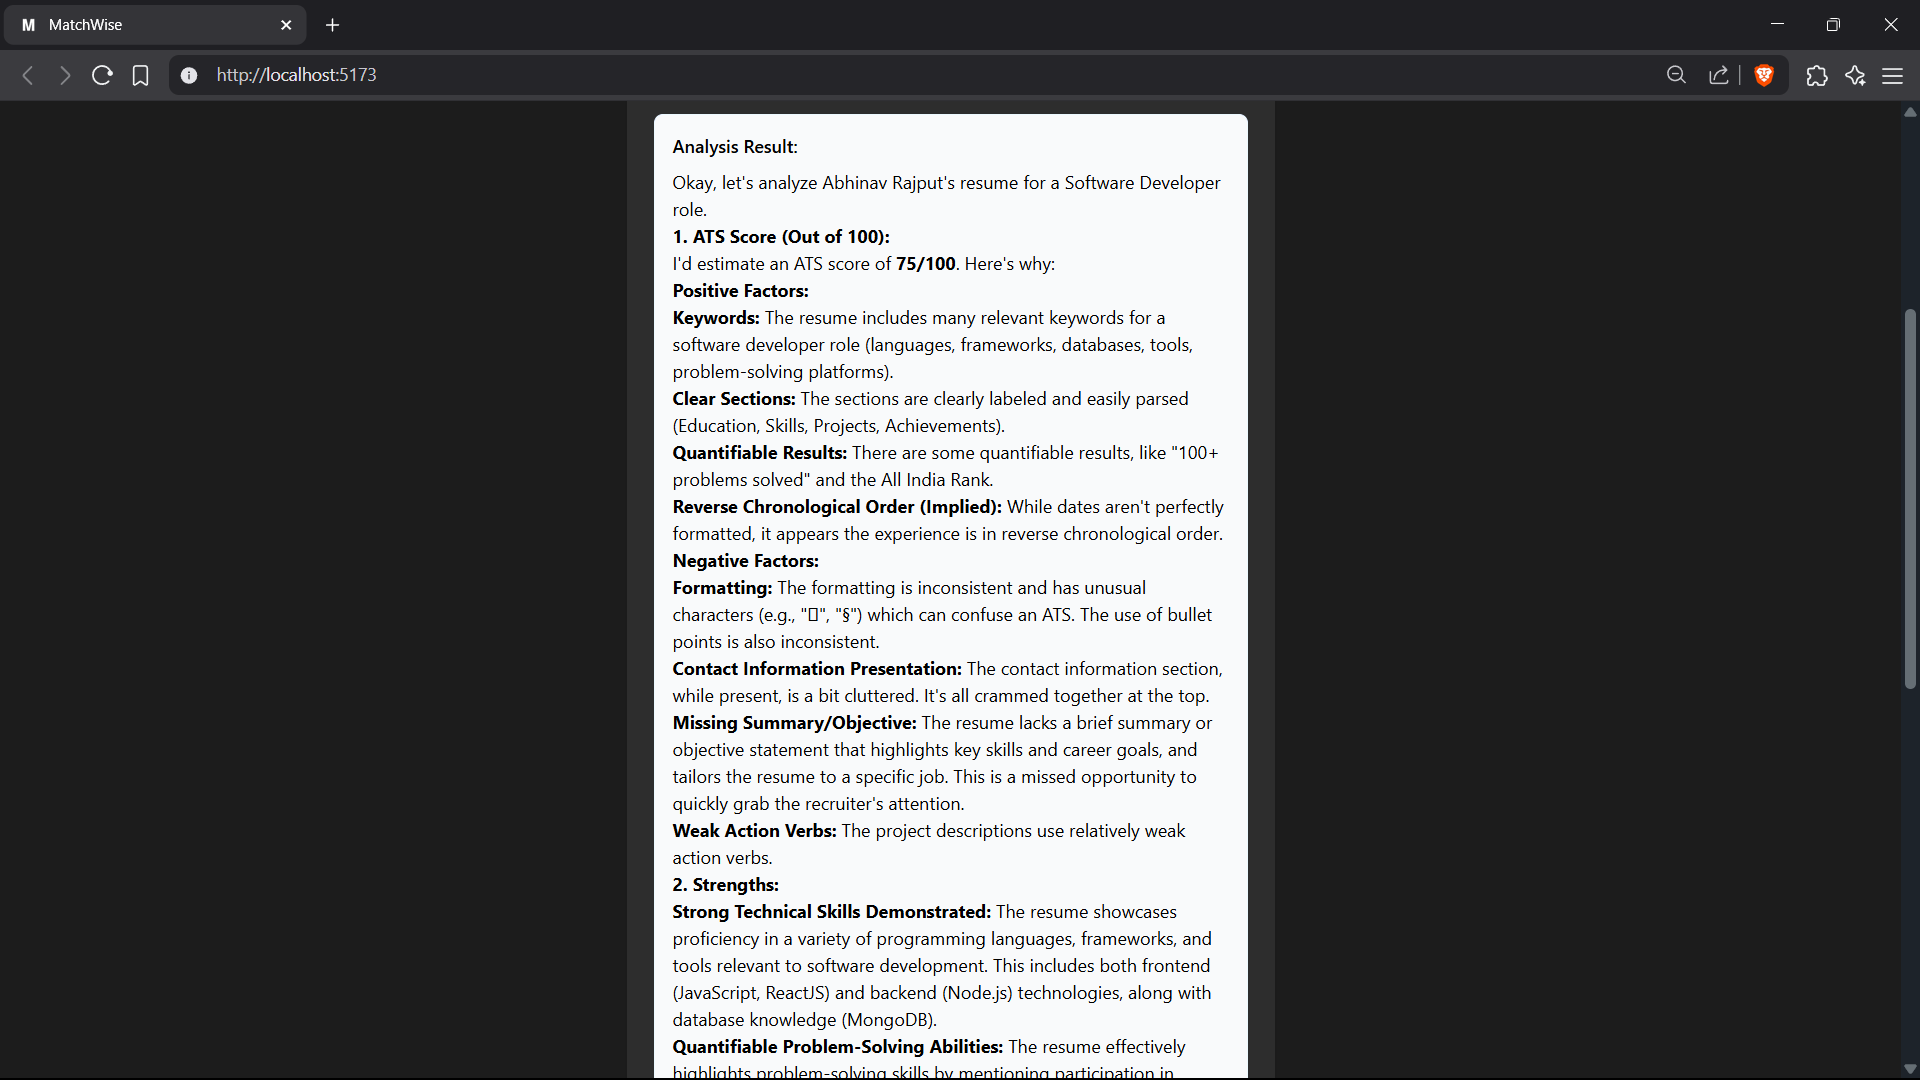 M MatchWise
http://localhost:5173
Analysis Result:
Okay, let's analyze Abhinav Rajput's resume for a Software Developer
role.
1. ATS Score (Out of 100):
I'd estimate an ATS score of 75/100. Here's why:
Positive Factors:
Keywords: The resume includes many relevant keywords for a
software developer role (languages, frameworks, databases, tools,
problem-solving platforms).
Clear Sections: The sections are clearly labeled and easily parsed
(Education, Skills, Projects, Achievements).
Quantifiable Results: There are some quantifiable results, like "100+
problems solved" and the All India Rank.
Reverse Chronological Order (Implied): While dates aren't perfectly
formatted, it appears the experience is in reverse chronological order.
Negative Factors:
Formatting: The formatting is inconsistent and has unusual
characters (e.g., "▯", "§") which can confuse an ATS. The use of bullet
points is also inconsistent.
Contact Information Presentation: The contact information section,
while present, is a bit cluttered. It's all crammed together at the top.
Missing Summary/Objective: The resume lacks a brief summary or
objective statement that highlights key skills and career goals, and
tailors the resume to a specific job. This is a missed opportunity to
quickly grab the recruiter's attention.
Weak Action Verbs: The project descriptions use relatively weak
action verbs.
2. Strengths:
Strong Technical Skills Demonstrated: The resume showcases
proficiency in a variety of programming languages, frameworks, and
tools relevant to software development. This includes both frontend
(JavaScript, ReactJS) and backend (Node.js) technologies, along with
database knowledge (MongoDB).
Quantifiable Problem-Solving Abilities: The resume effectively
highlights problem-solving skills by mentioning participation in